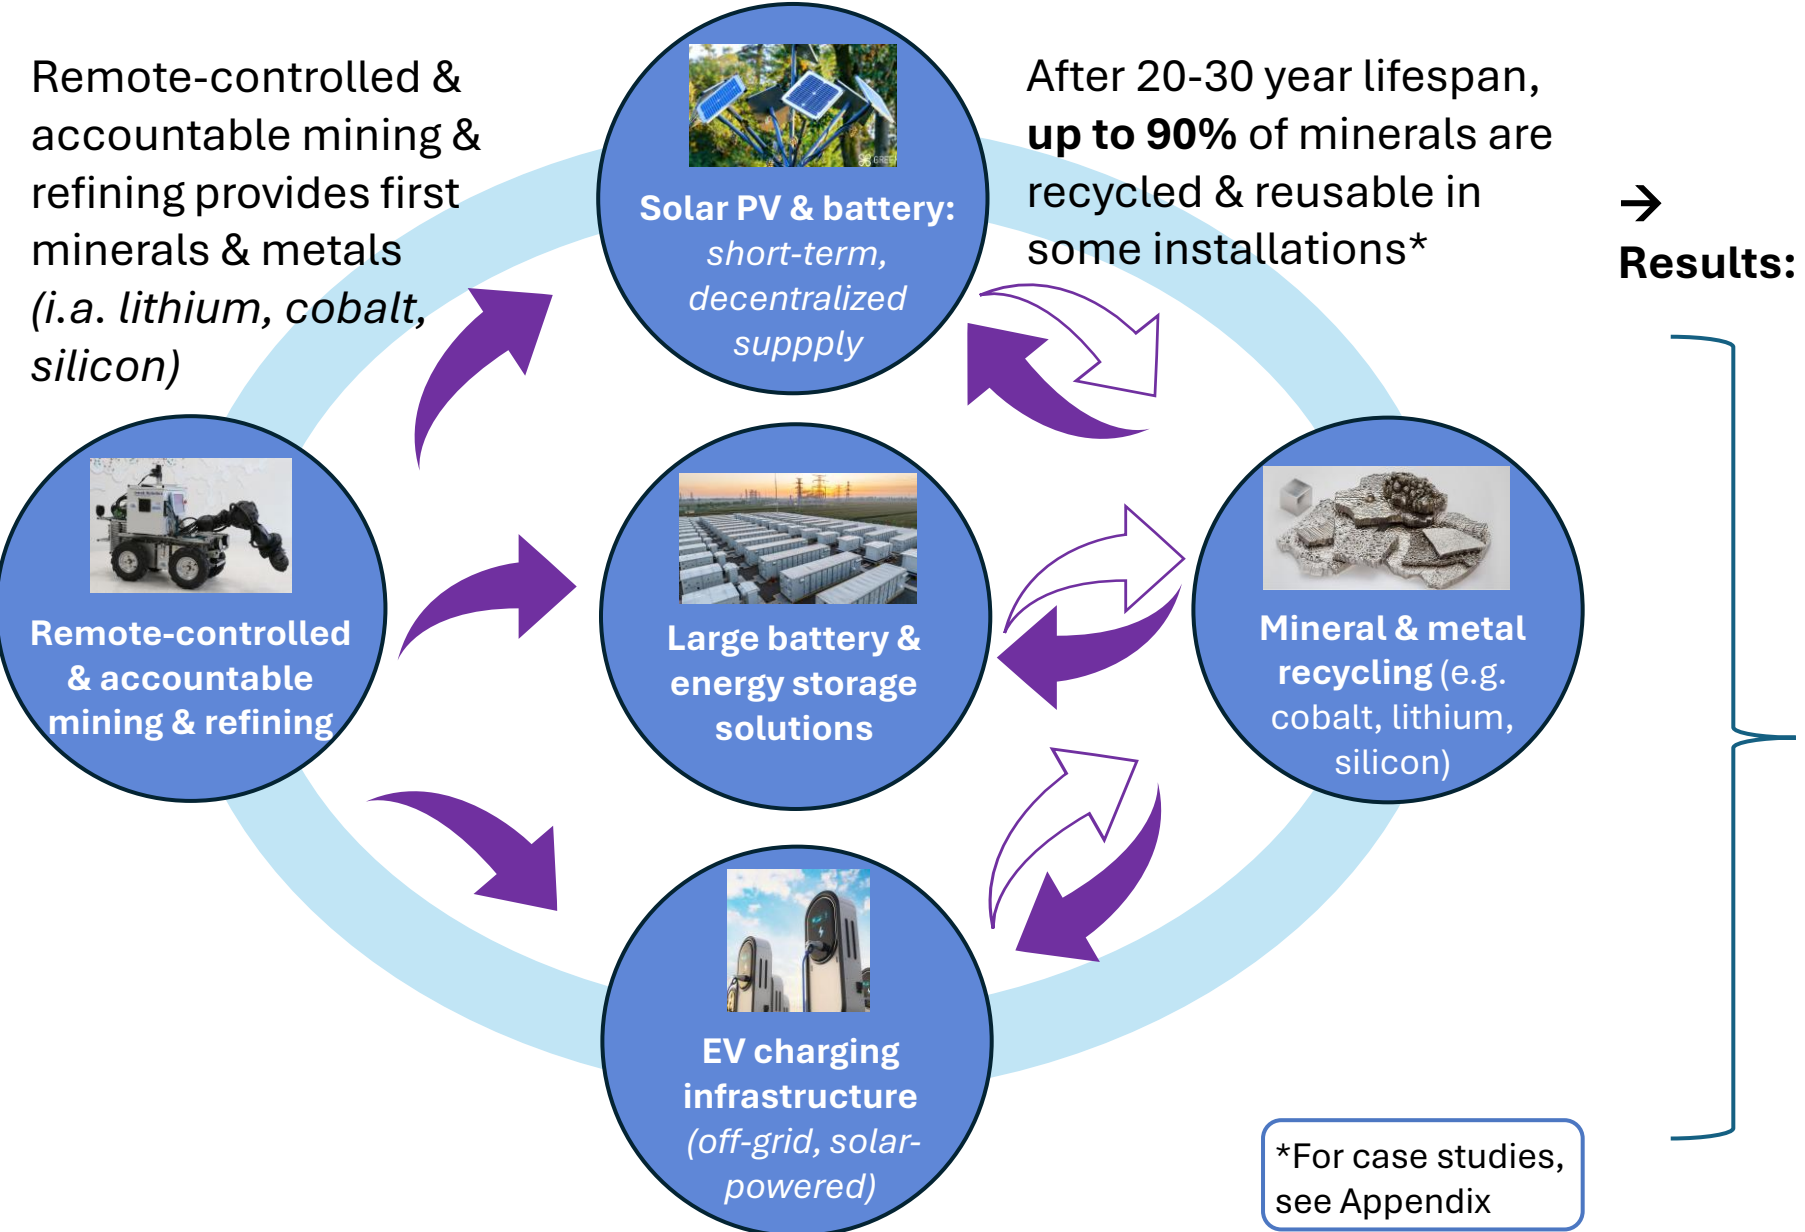 Remote-controlled &
accountable mining &
refining provides first
minerals & metals
(i.a. lithium, cobalt,
silicon)
Solar PV & battery:
short-term,
decentralized
suppply
After 20-30 year lifespan,
up to 90% of minerals are
recycled & reusable in
some installations*
→
Results:
Remote-controlled
& accountable
mining & refining
Large battery &
energy storage
solutions
Mineral & metal
recycling (e.g.
cobalt, lithium,
silicon)
EV charging
infrastructure
(off-grid, solar-
powered)
*For case studies,
see Appendix